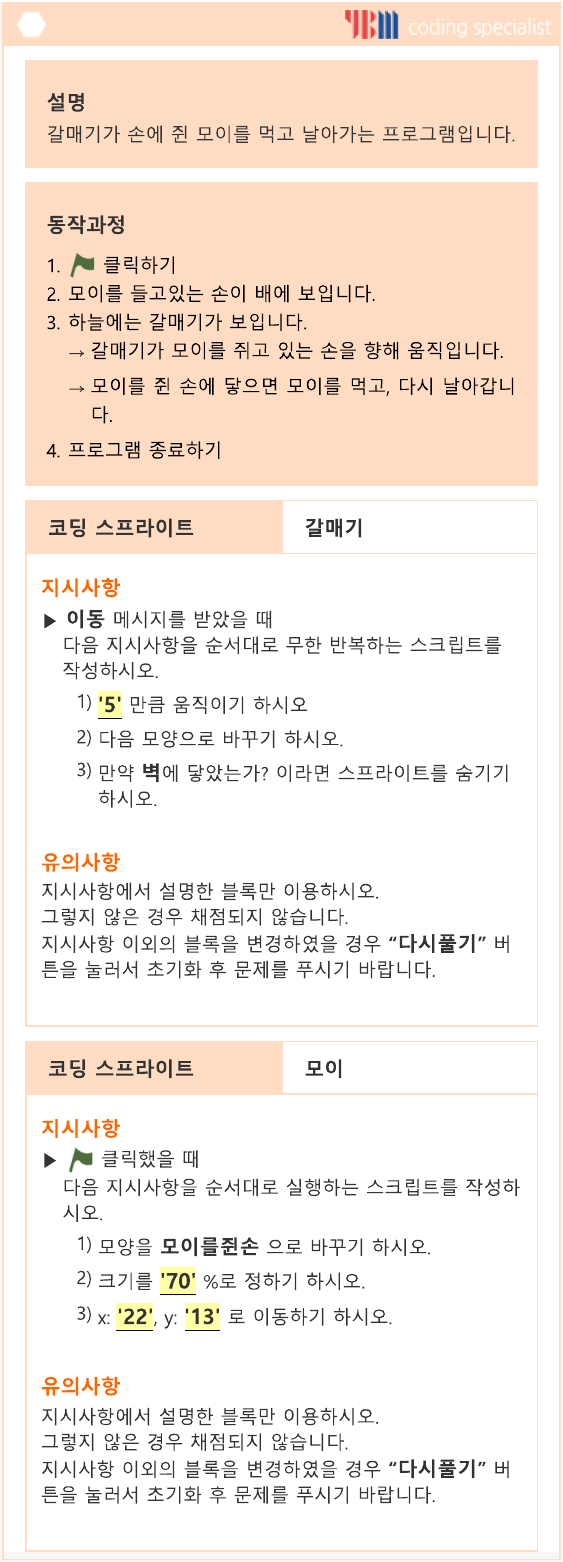 YBM coding specialist
설명
갈매기가 손에 쥔 모이를 먹고 날아가는 프로그램입니다.
동작과정
1. 클릭하기
2. 모이를 들고있는 손이 배에 보입니다.
3. 하늘에는 갈매기가 보입니다.
→ 갈매기가 모이를 쥐고 있는 손을 향해 움직입니다.
→ 모이를 쥔 손에 닿으면 모이를 먹고, 다시 날아갑니
다.
4. 프로그램 종료하기
코딩 스프라이트 갈매기
지시사항
▶ 이동 메시지를 받았을 때
다음 지시사항을 순서대로 무한 반복하는 스크립트를
작성하시오.
1) '5' 만큼 움직이기 하시오
2) 다음 모양으로 바꾸기 하시오.
3) 만약 벽에 닿았는가? 이라면 스프라이트를 숨기기
하시오.
유의사항
지시사항에서 설명한 블록만 이용하시오.
그렇지 않은 경우 채점되지 않습니다.
지시사항 이외의 블록을 변경하였을 경우 “다시풀기” 버
튼을 눌러서 초기화 후 문제를 푸시기 바랍니다.
코딩 스프라이트 모이
지시사항
▶ 클릭했을 때
다음 지시사항을 순서대로 실행하는 스크립트를 작성하
시오.
1) 모양을 모이를쥔손 으로 바꾸기 하시오.
2) 크기를 '70' %로 정하기 하시오.
3) x: '22', y: '13' 로 이동하기 하시오.
유의사항
지시사항에서 설명한 블록만 이용하시오.
그렇지 않은 경우 채점되지 않습니다.
지시사항 이외의 블록을 변경하였을 경우 “다시풀기” 버
튼을 눌러서 초기화 후 문제를 푸시기 바랍니다.